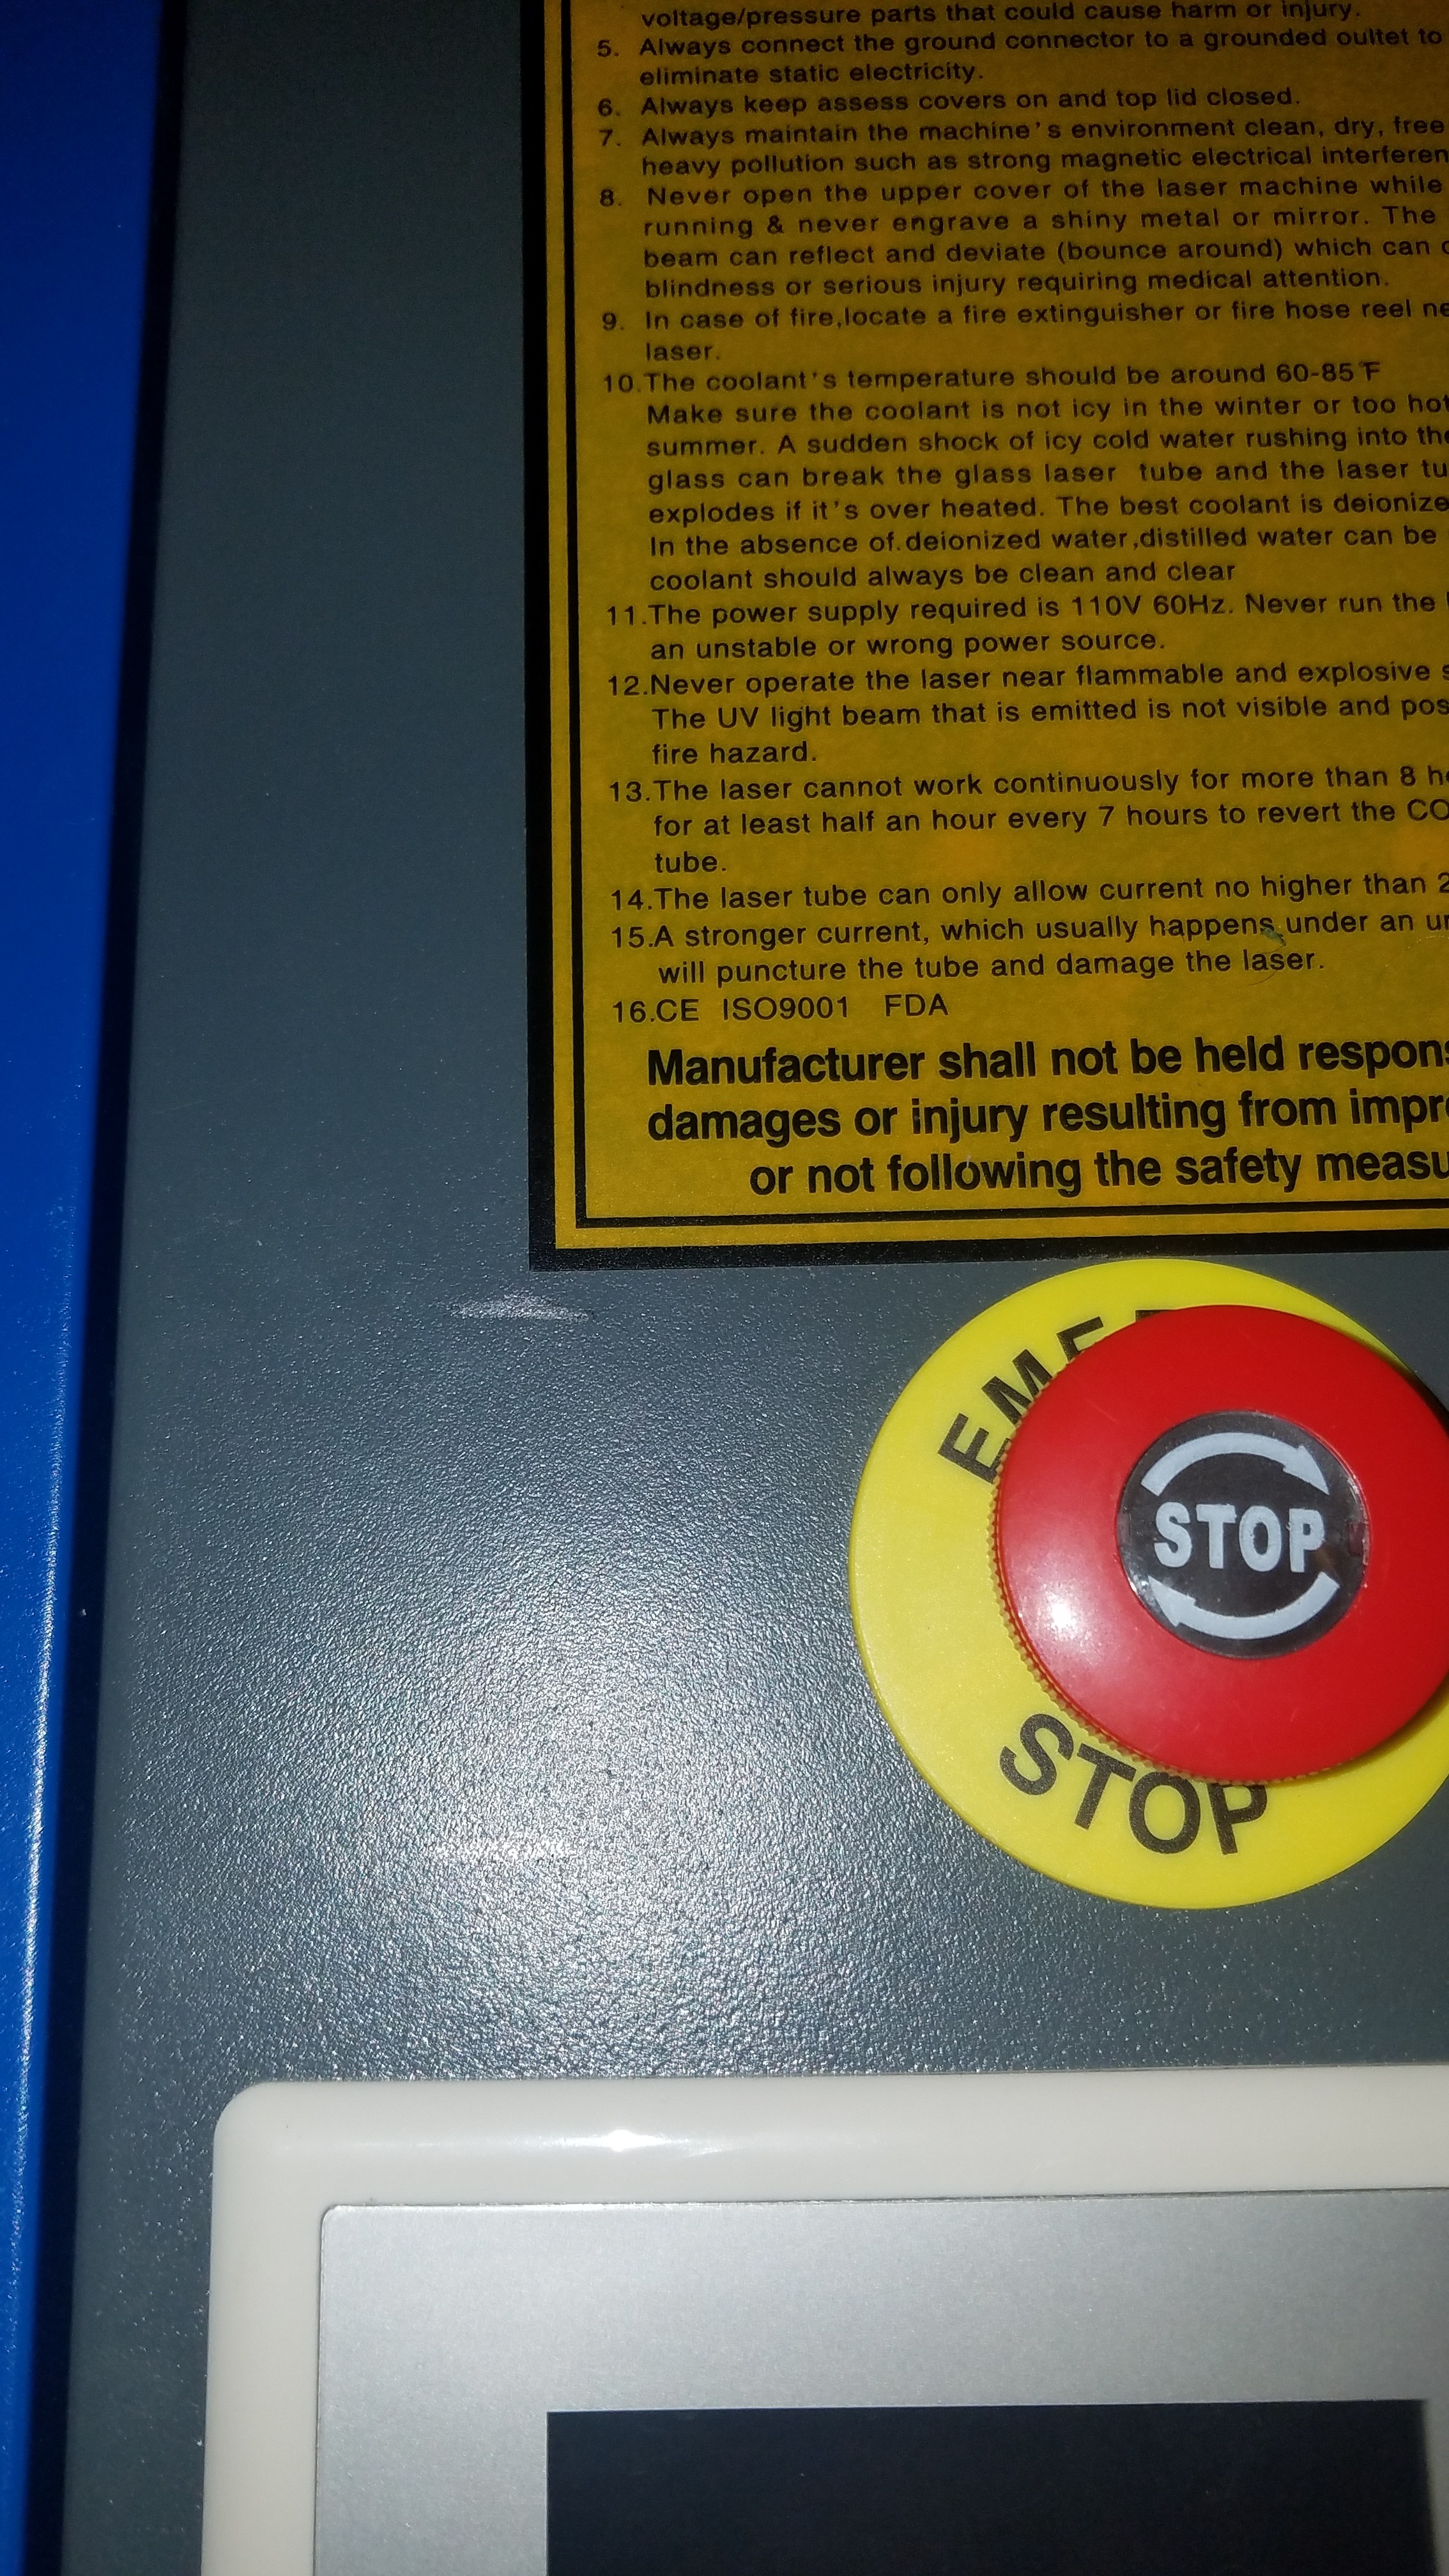 voltage/pressure parts that could cause harm or injury.
5. Always connect the ground connector to a grounded oultet to
eliminate static electricity.
6. Always keep assess covers on and top lid closed.
7. Always maintain the machine's environment clean, dry, free
heavy pollution such as strong magnetic electrical
8. Never open the upper cover of the laser machine while
running & never engrave a shiny metal or mirror. The
beam can reflect and deviate (bounce around) which can
blindness or serious injury requiring medical attention.
9. In case of fire,locate a fire extinguisher or fire hose reel
laser.
10.The coolant's temperature should be around 60-85°F
Make sure the coolant is not icy in the winter or too hot
summer. A sudden shock of icy cold water rushing into the
glass can break the glass laser tube and the laser
explodes if it's over heated. The best coolant is
In the absence of.deionized water,distilled water can be
coolant should always be clean and clear
11.The power supply required is 110V 60Hz. Never run the
an unstable or wrong power source.
12.Never operate the laser near flammable and explosive
The UV light beam that is emitted is not visible and
fire hazard.
13.The laser cannot work continuously for more than 8
for at least half an hour every 7 hours to revert the
tube.
14.The laser tube can only allow current no higher than
15.A stronger current, which usually happens under an
will puncture the tube and damage the laser.
16.CE ISO9001 FDA
Manufacturer shall not be held
damages or injury resulting from
or not following the safety
STOP
STOP